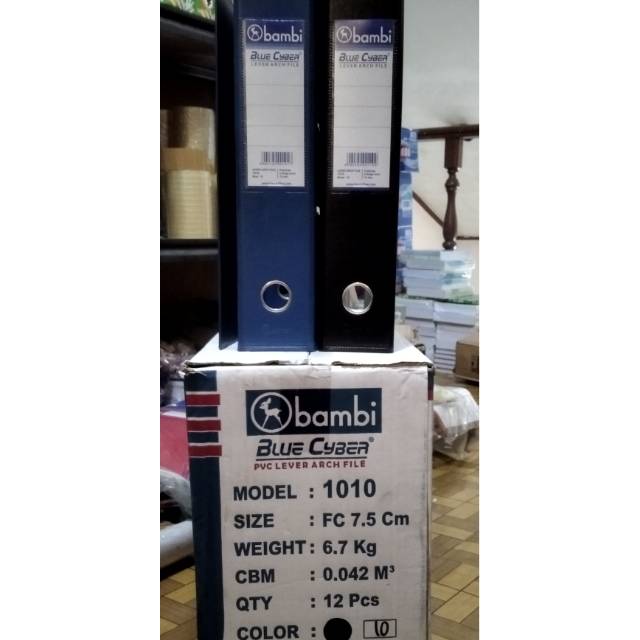 bambi
BLUE CYBER®
LEVER ARCH FILE
bambi
BLUE CYBER®
LEVER ARCH FILE
bambi
BLUE CYBER®
PVC LEVER ARCH FILE
MODEL : 1010
SIZE : FC 7.5 Cm
WEIGHT : 6.7 Kg
CBM : 0.042 M³
QTY : 12 Pcs
COLOR :
10